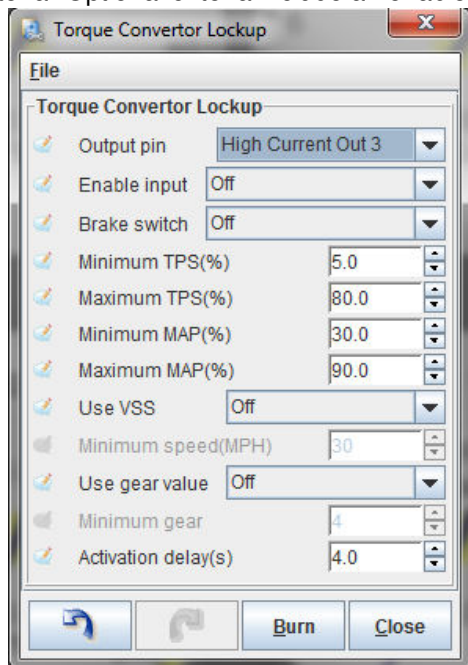 Torque Convertor Lockup
File
Torque Convertor Lockup
Output pin High Current Out 3
Enable input Off
Brake switch Off
Minimum TPS(%) 5.0
Maximum TPS(%) 80.0
Minimum MAP(%) 30.0
Maximum MAP(%) 90.0
Use VSS Off
Minimum speed(MPH) 30
Use gear value Off
Minimum gear 4
Activation delay(s) 4.0
Burn Close